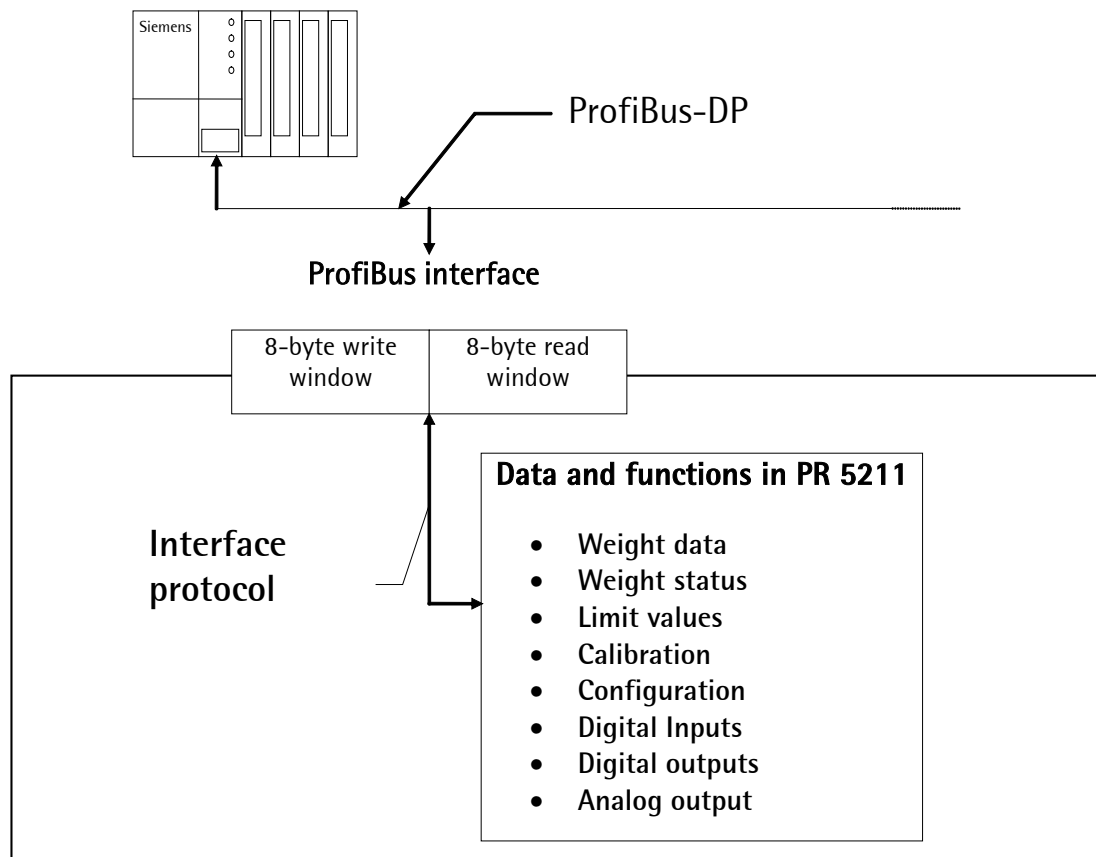 Siemens
ProfiBus-DP
ProfiBus interface
8-byte write
window
8-byte read
window
Data and functions in PR 5211
Interface
protocol
• Weight data
• Weight status
• Limit values
• Calibration
• Configuration
• Digital Inputs
• Digital outputs
• Analog output